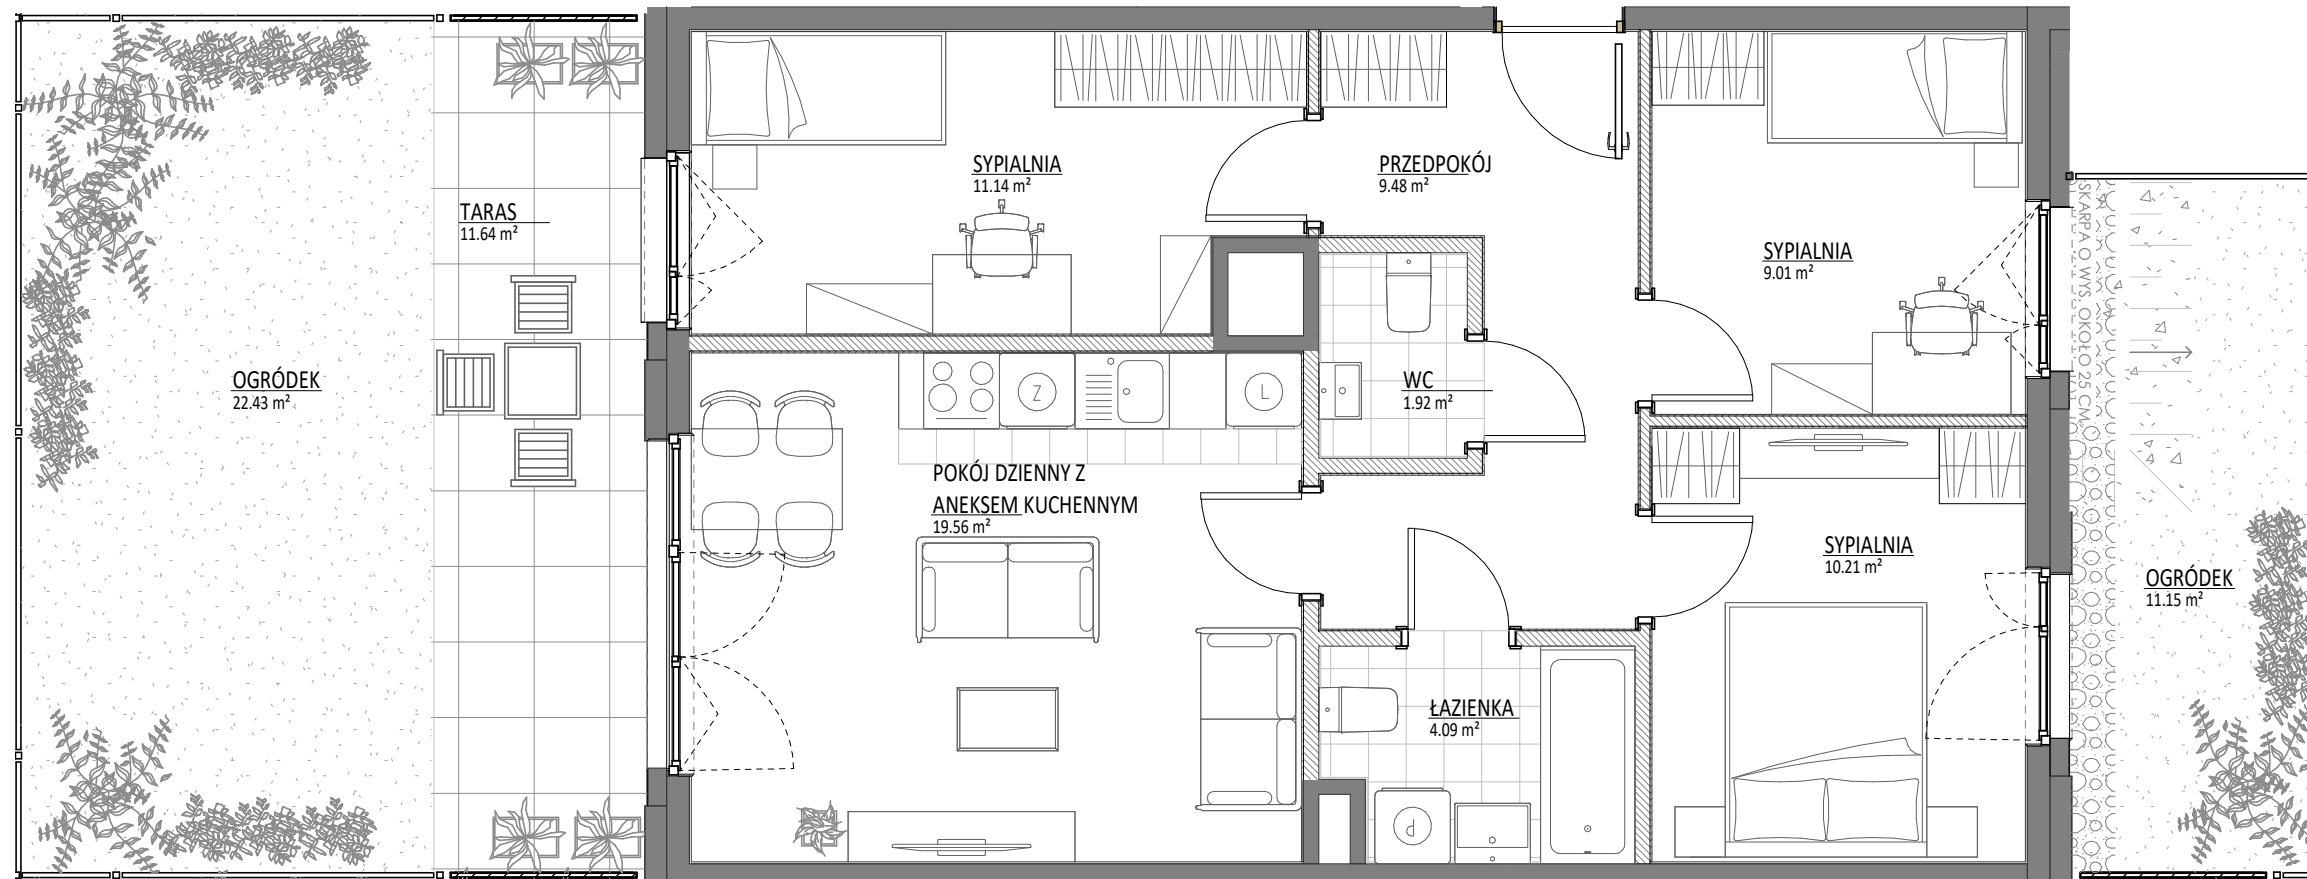 SYPIALNIA
11.14 m²
PRZEDPOKÓJ
9.48 m²
TARAS
11.64 m²
SYPIALNIA
9.01 m²
SKARPA O WYS. OKOŁO 25 CM
OGRÓDEK
22.43 m²
Z
L
WC
1.92 m²
POKÓJ DZIENNY Z
ANEKSEM KUCHENNYM
19.56 m²
SYPIALNIA
10.21 m²
OGRÓDEK
11.15 m²
ŁAZIENKA
4.09 m²
P